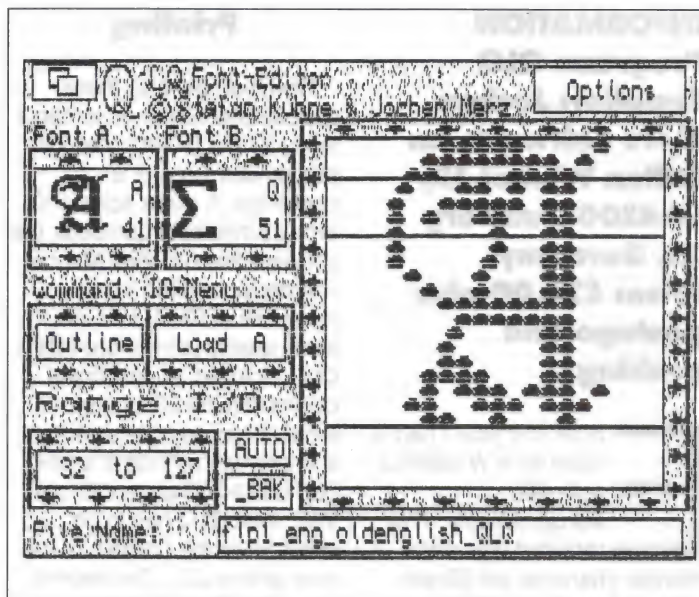 Font-Editor
© Stefan Kuhne & Jochen Merz
Options
Font A
Font B
A
41
Σ
Q
51
Command
IO-Menu
Outline
Load A
Range I/O
32 to 127
AUTO
_BAK
File Name:
flp1_eng_oldenglish_QLQ